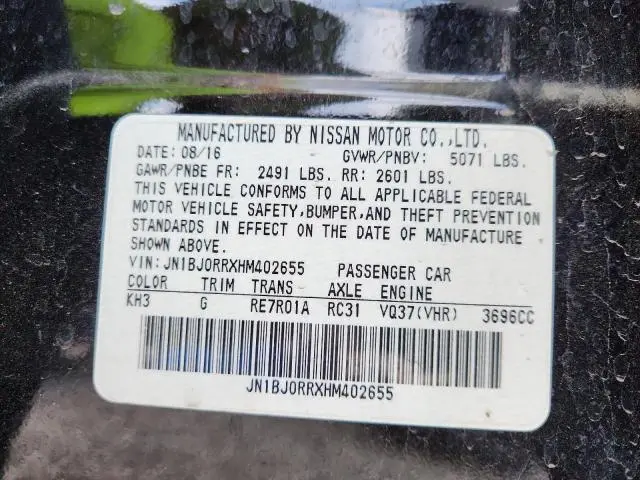 MANUFACTURED BY NISSAN MOTOR CO.,LTD.
DATE: 08/16 GVWR/PNBV: 5071 LBS.
GAWR/PNBE FR: 2491 LBS. RR: 2601 LBS.
THIS VEHICLE CONFORMS TO ALL APPLICABLE FEDERAL
MOTOR VEHICLE SAFETY,BUMPER,AND THEFT PREVENTION
STANDARDS IN EFFECT ON THE DATE OF MANUFACTURE
SHOWN ABOVE.
VIN: JN1BJ0RRXHM402655 PASSENGER CAR
COLOR TRIM TRANS AXLE ENGINE
KH3 G RE7R01A RC31 VQ37(VHR) 3696CC
JN1BJ0RRXHM402655